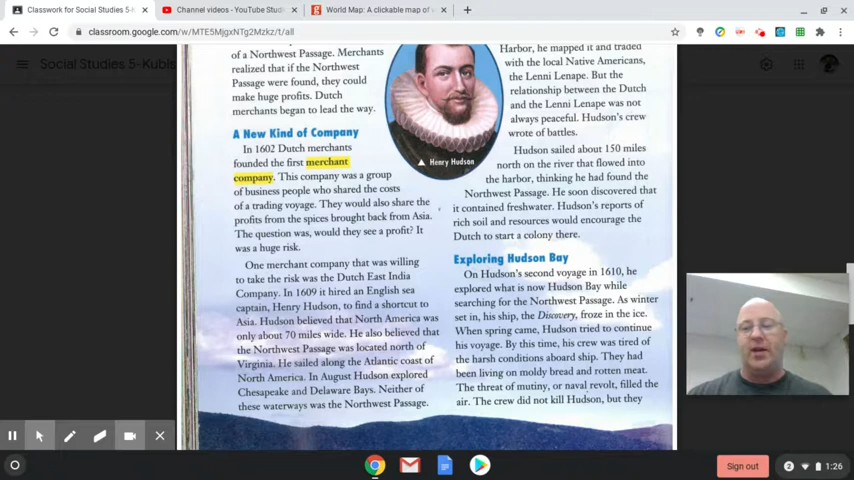 Classwork for Social Studies 5-
Channel videos - YouTube Studi
World Map: A clickable map of w
classroom.google.com/w/MTE5MjgxNTg2Mzkz/t/all
Social Studies 5-Kubis
of a Northwest Passage. Merchants
realized that if the Northwest
Passage were found, they could
make huge profits. Dutch
merchants began to lead the way.
A New Kind of Company
In 1602 Dutch merchants
founded the first merchant
company. This company was a group
of business people who shared the costs
of a trading voyage. They would also share the
profits from the spices brought back from Asia.
The question was, would they see a profit? It
was a huge risk.
One merchant company that was willing
to take the risk was the Dutch East India
Company. In 1609 it hired an English sea
captain, Henry Hudson, to find a shortcut to
Asia. Hudson believed that North America was
only about 70 miles wide. He also believed that
the Northwest Passage was located north of
Virginia. He sailed along the Atlantic coast of
North America. In August Hudson explored
Chesapeake and Delaware Bays. Neither of
these waterways was the Northwest Passage.
Henry Hudson
Harbor, he mapped it and traded
with the local Native Americans,
the Lenni Lenape. But the
relationship between the Dutch
and the Lenni Lenape was not
always peaceful. Hudson's crew
wrote of battles.
Hudson sailed about 150 miles
north on the river that flowed into
the harbor, thinking he had found the
Northwest Passage. He soon discovered that
it contained freshwater. Hudson's reports of
rich soil and resources would encourage the
Dutch to start a colony there.
Exploring Hudson Bay
On Hudson's second voyage in 1610, he
explored what is now Hudson Bay while
searching for the Northwest Passage. As winter
set in, his ship, the Discovery, froze in the ice.
When spring came, Hudson tried to continue
his voyage. By this time, his crew was tired of
the harsh conditions aboard ship. They had
been living on moldy bread and rotten meat.
The threat of mutiny, or naval revolt, filled the
air. The crew did not kill Hudson, but they
Sign out
2
1:26